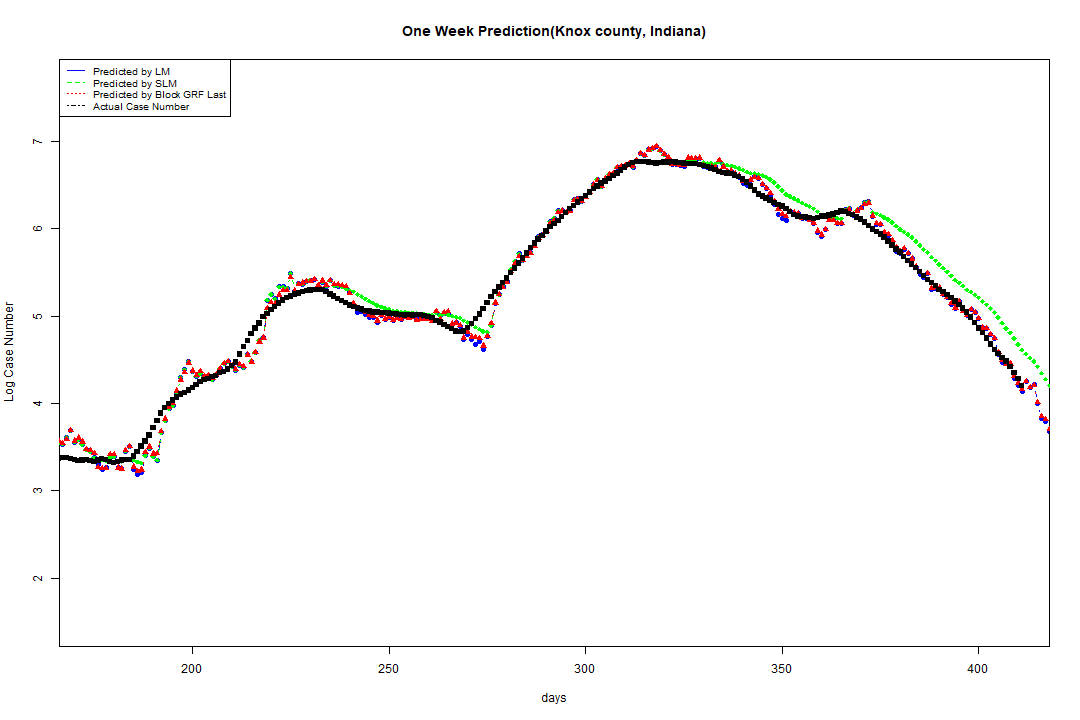 One Week Prediction(Knox county, Indiana)
Predicted by LM
Predicted by SLM
Predicted by Block GRF Last
Actual Case Number
Log Case Number
7
6
5
4
3
2
200 250 300 350 400
days